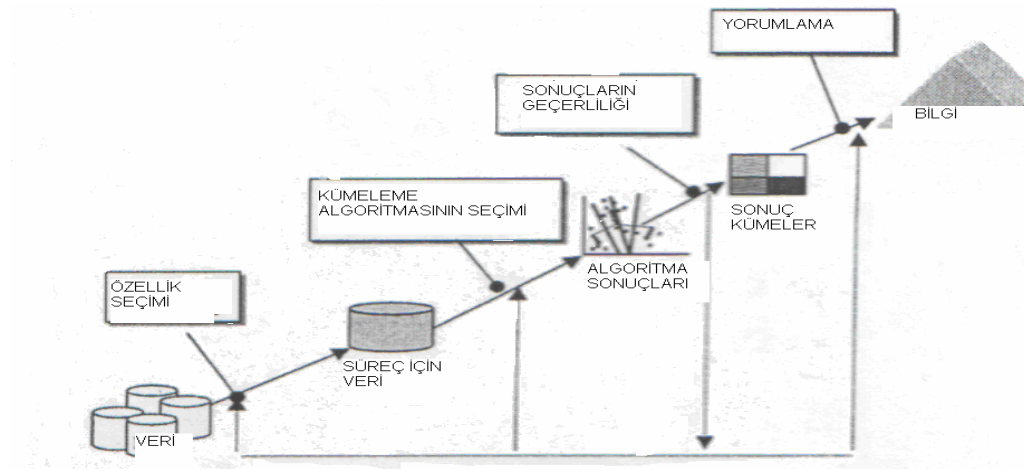 YORUMLAMA
BİLGİ
SONUÇLARIN
GEÇERLİLİĞİ
SONUÇ
KÜMELER
KÜMELEME
ALGORİTMASININ SEÇİMİ
ALGORİTMA
SONUÇLARI
ÖZELLİK
SEÇİMİ
SÜREÇ İÇİN
VERİ
VERİ